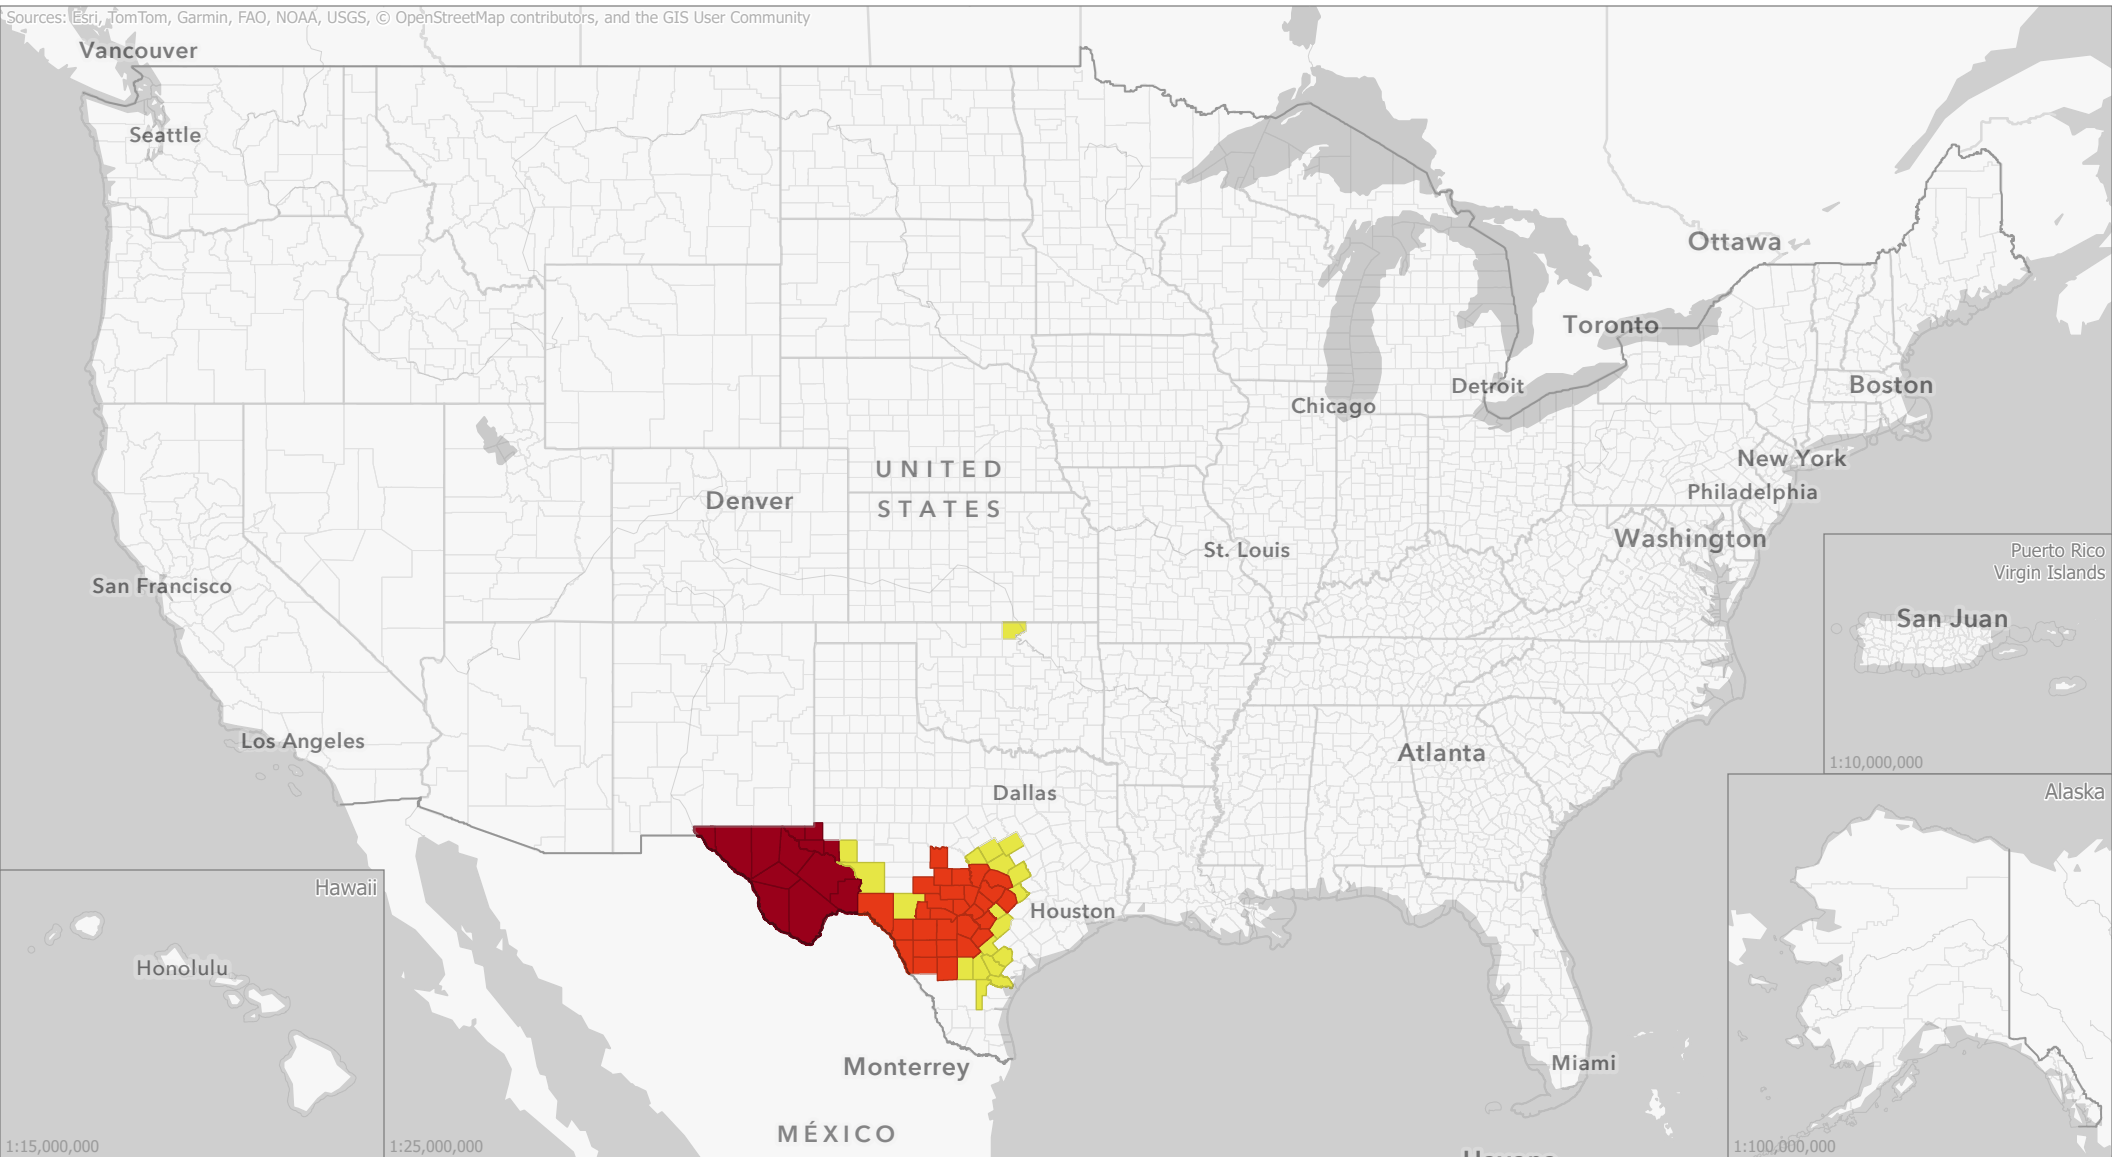 Sources: Esri, TomTom, Garmin, FAO, NOAA, USGS, © OpenStreetMap contributors, and the GIS User Community
Vancouver
Seattle
Ottawa
Toronto
Detroit
Boston
Chicago
New York
UNITED
STATES
Denver
Philadelphia
Washington
St. Louis
Puerto Rico
Virgin Islands
San Francisco
San Juan
Los Angeles
Atlanta
1:10,000,000
Dallas
Alaska
Hawaii
Houston
Honolulu
Monterrey
Miami
MÉXICO
1:15,000,000
1:25,000,000
1:100,000,000